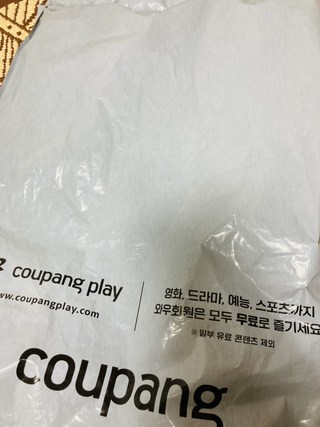 coupang play
www.coupangplay.com
영화, 드라마, 예능, 스포츠까지
와우회원은 모두 무료로 즐기세요
※ 일부 유료 콘텐츠 제외
coupang